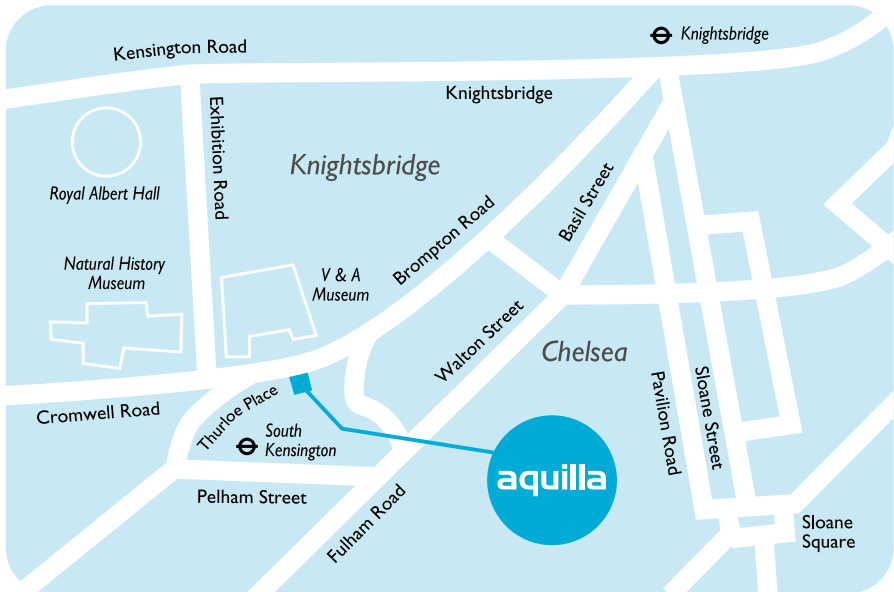 Kensington Road
Knightsbridge
Knightsbridge
Exhibition Road
Knightsbridge
Royal Albert Hall
Basil Street
Brompton Road
Natural History
Museum
V & A
Museum
Walton Street
Chelsea
Pavilion Road
Sloane Street
Cromwell Road
Thurloe Place
South
Kensington
aquilla
Pelham Street
Fulham Road
Sloane
Square